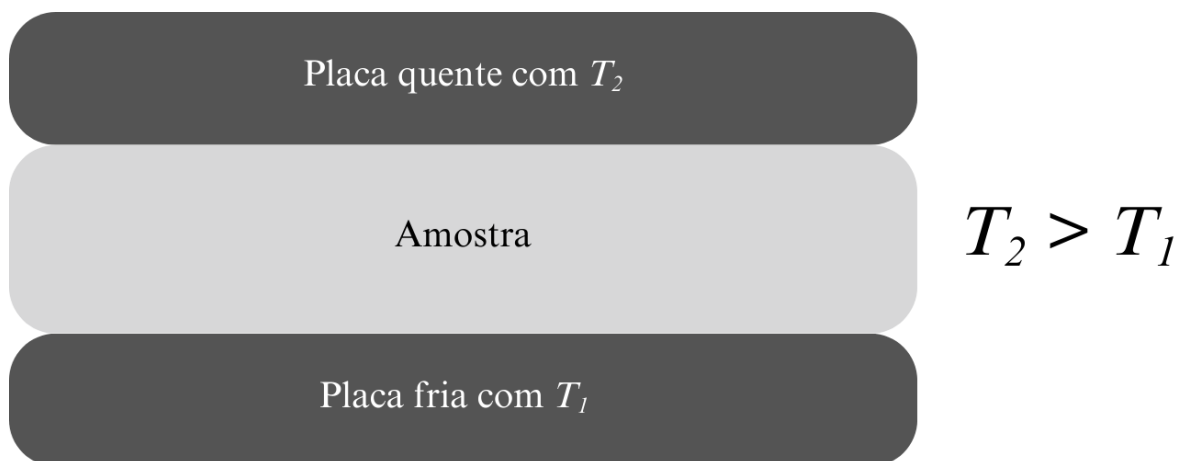 Placa quente com T₂
Amostra
T₂ > T₁
Placa fria com T₁